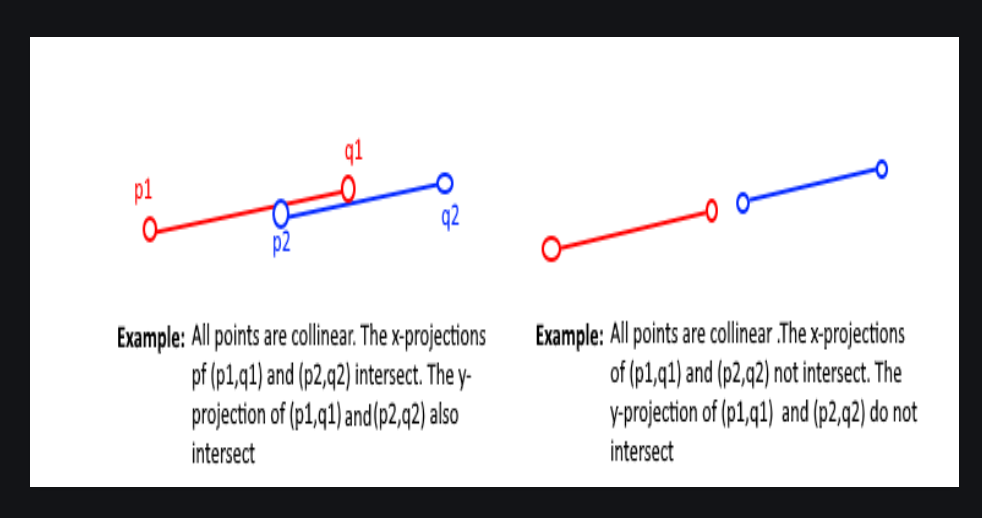 q1
p1
p2
q2
Example: All points are collinear. The x-projections
pf (p1,q1) and (p2,q2) intersect. The y-
projection of (p1,q1) and(p2,q2) also
intersect
Example: All points are collinear .The x-projections
of (p1,q1) and (p2,q2) not intersect. The
y-projection of (p1,q1) and (p2,q2) do not
intersect